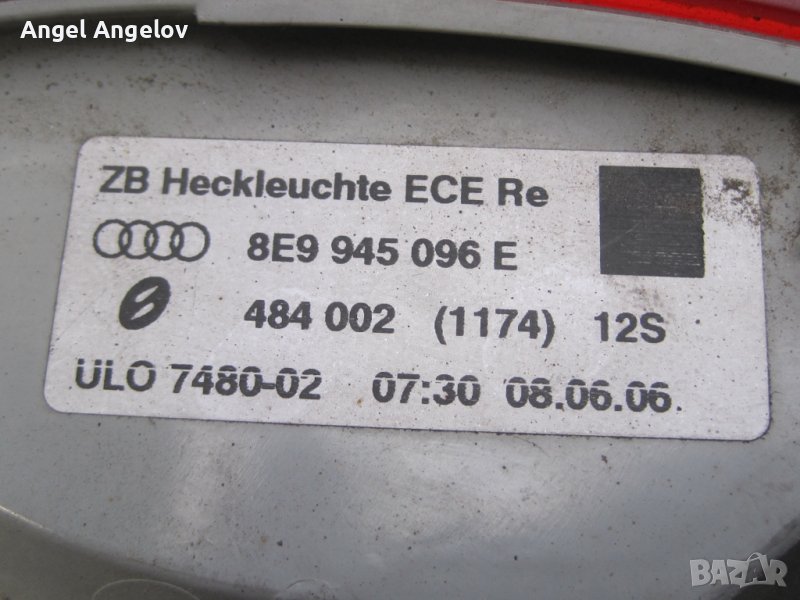 Angel Angelov
ZB Heckleuchte ECE Re
8E9 945 096 E
484 002 (1174) 12S
ULO 7480-02 07:30 08.06.06
BAZAR